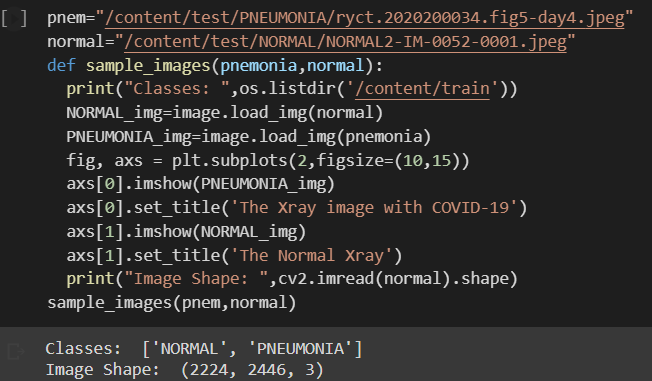 [ ] pnem="/content/test/PNEUMONIA/ryct.2020200034.fig5-day4.jpeg"
normal="/content/test/NORMAL/NORMAL2-IM-0052-0001.jpeg"
def sample_images(pnemonia,normal):
  print("Classes: ",os.listdir('/content/train'))
  NORMAL_img=image.load_img(normal)
  PNEUMONIA_img=image.load_img(pnemonia)
  fig, axs = plt.subplots(2,figsize=(10,15))
  axs[0].imshow(PNEUMONIA_img)
  axs[0].set_title('The Xray image with COVID-19')
  axs[1].imshow(NORMAL_img)
  axs[1].set_title('The Normal Xray')
  print("Image Shape: ",cv2.imread(normal).shape)
sample_images(pnem,normal)
Classes:  ['NORMAL', 'PNEUMONIA']
Image Shape:  (2224, 2446, 3)